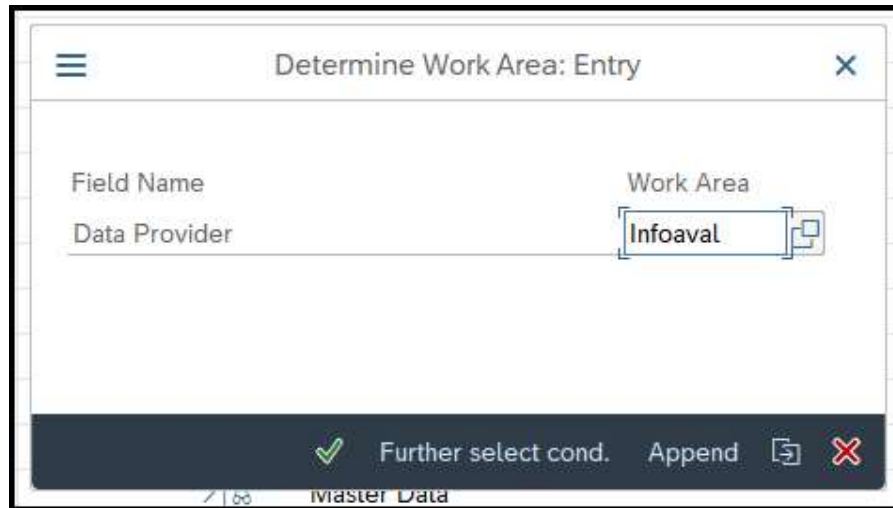 Determine Work Area: Entry
Field Name Work Area
Data Provider Infoaval
Further select cond. Append
Master Data